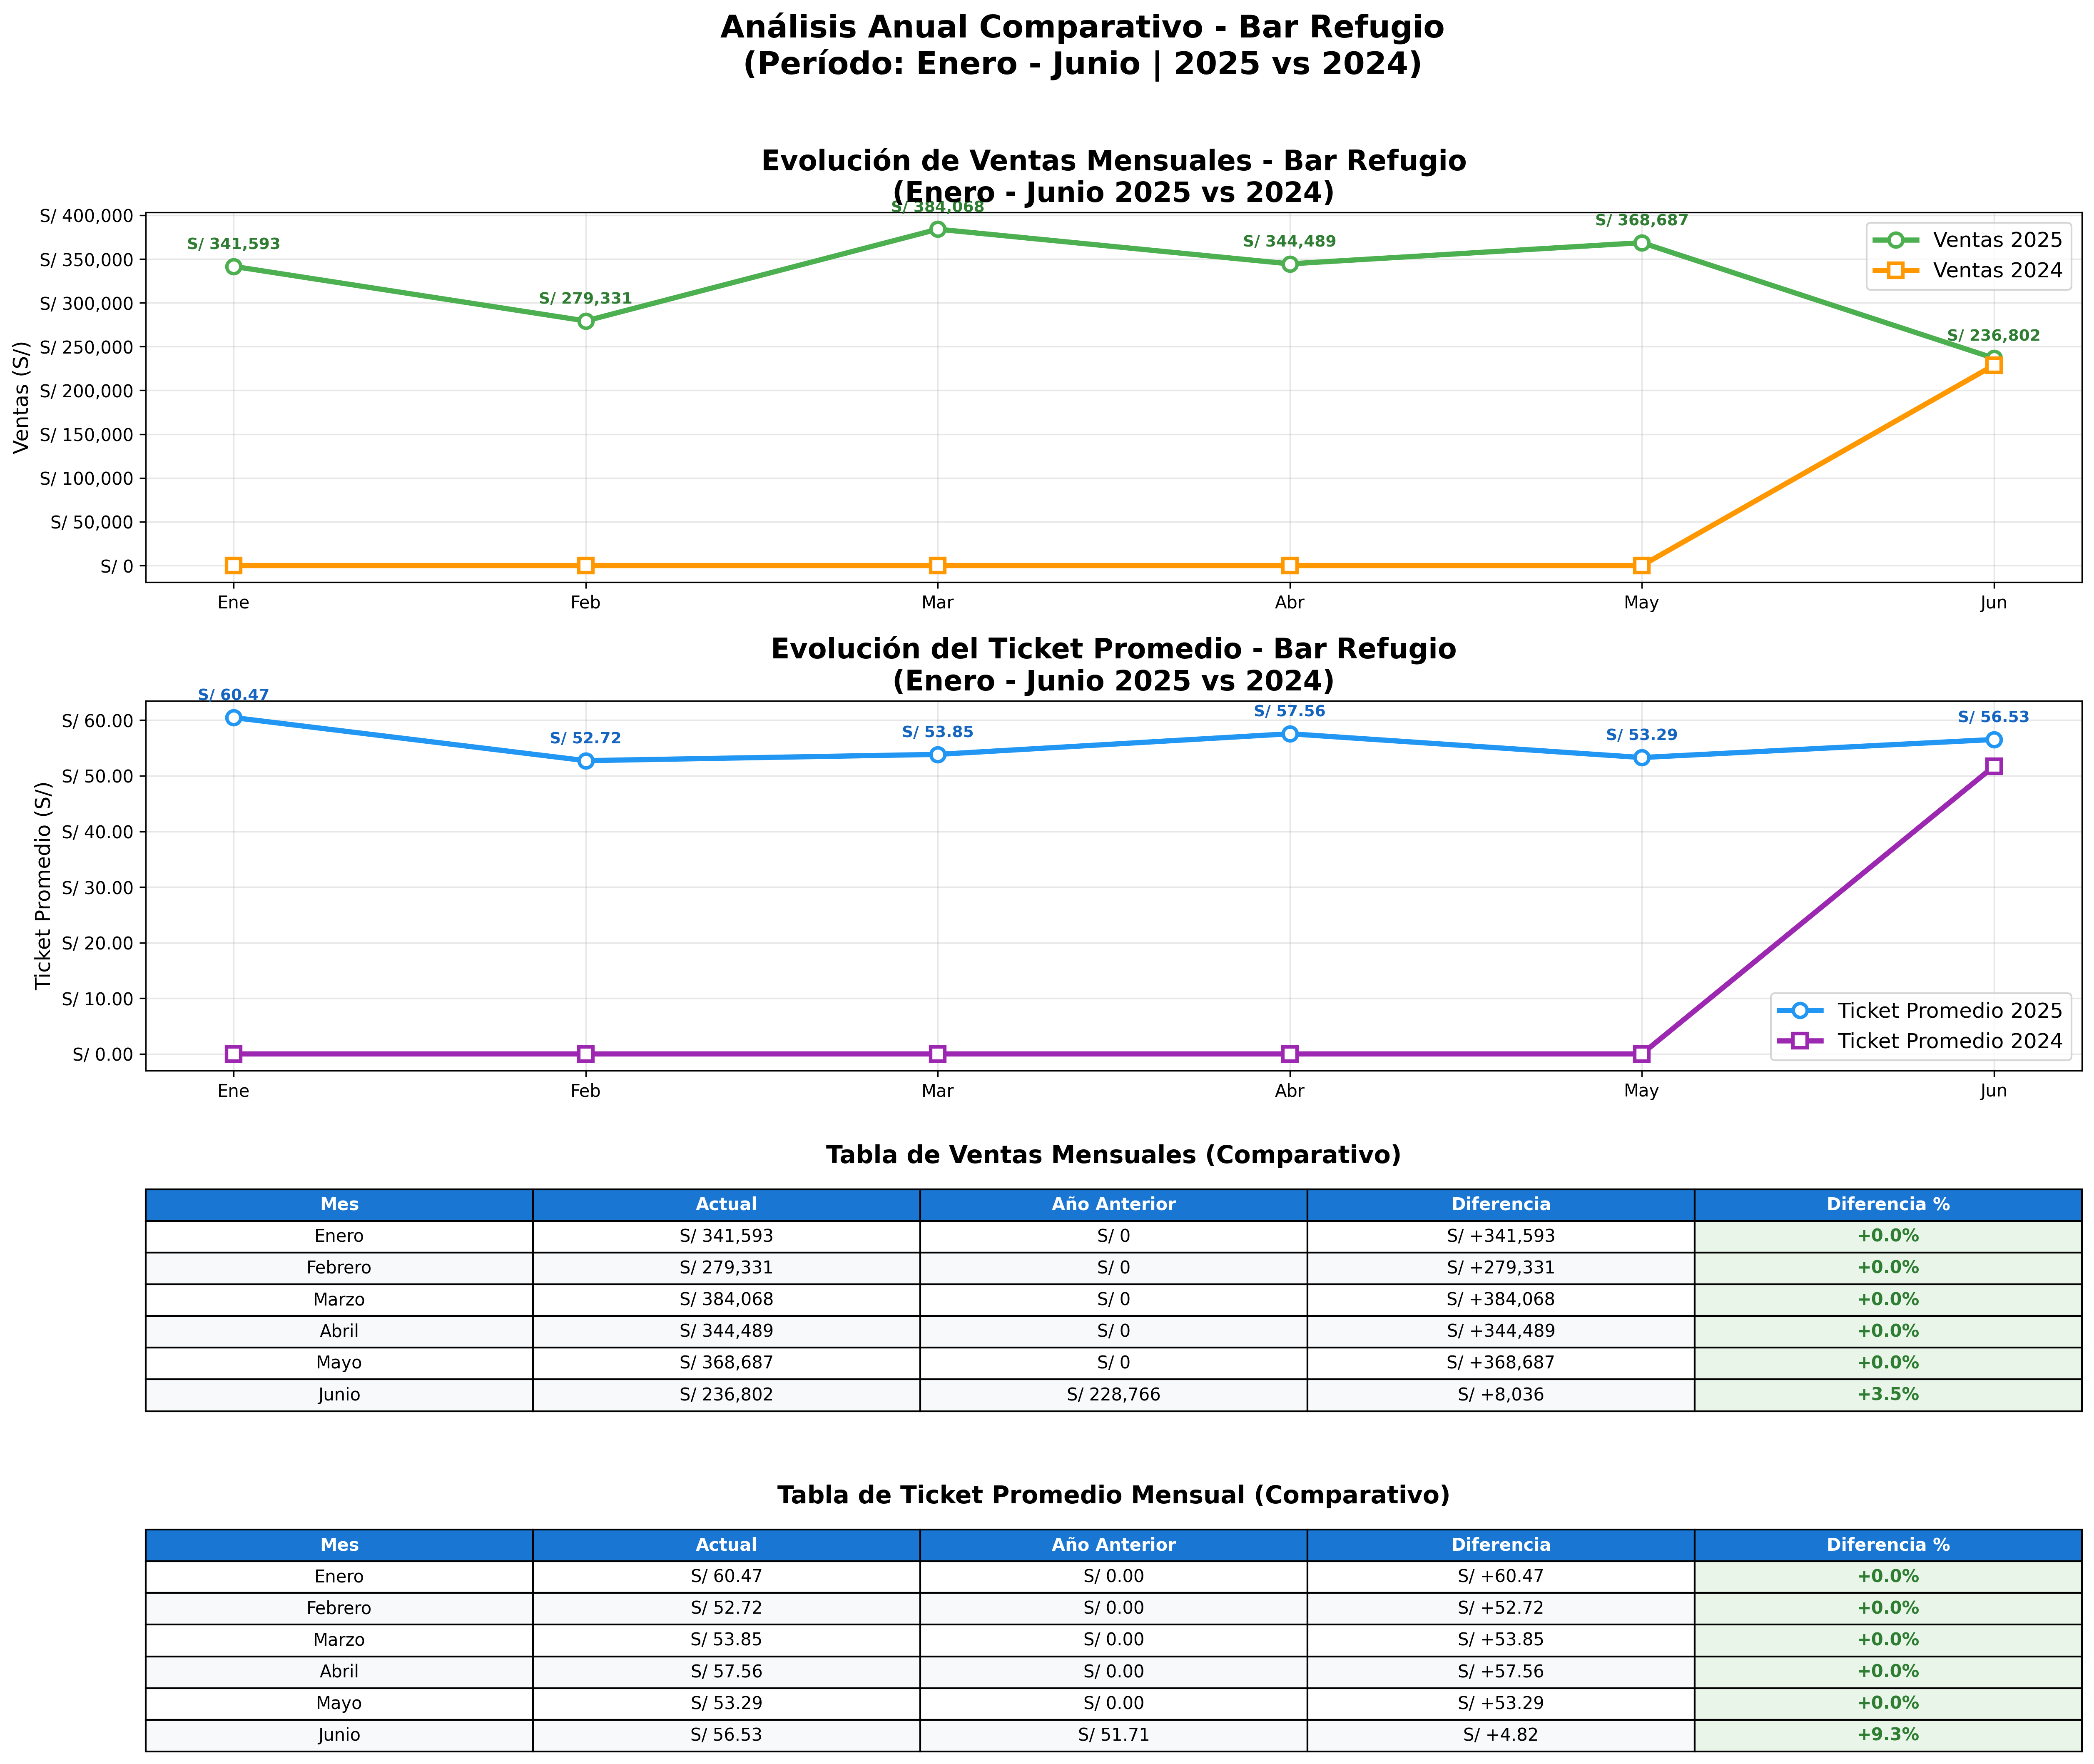 Análisis Anual Comparativo - Bar Refugio
(Período: Enero - Junio | 2025 vs 2024)
Evolución de Ventas Mensuales - Bar Refugio
(Enero - Junio 2025 vs 2024)
Ventas (S/)
S/ 400,000
S/ 350,000
S/ 300,000
S/ 250,000
S/ 200,000
S/ 150,000
S/ 100,000
S/ 50,000
S/ 0
S/ 341,593
S/ 279,331
S/ 384,068
S/ 344,489
S/ 368,687
S/ 236,802
Ventas 2025
Ventas 2024
Ene Feb Mar Abr May Jun
Evolución del Ticket Promedio - Bar Refugio
(Enero - Junio 2025 vs 2024)
Ticket Promedio (S/)
S/ 60.00
S/ 50.00
S/ 40.00
S/ 30.00
S/ 20.00
S/ 10.00
S/ 0.00
S/ 60.47
S/ 52.72
S/ 53.85
S/ 57.56
S/ 53.29
S/ 56.53
Ticket Promedio 2025
Ticket Promedio 2024
Ene Feb Mar Abr May Jun
Tabla de Ventas Mensuales (Comparativo)
Mes Actual Año Anterior Diferencia Diferencia %
Enero S/ 341,593 S/ 0 S/ +341,593 +0.0%
Febrero S/ 279,331 S/ 0 S/ +279,331 +0.0%
Marzo S/ 384,068 S/ 0 S/ +384,068 +0.0%
Abril S/ 344,489 S/ 0 S/ +344,489 +0.0%
Mayo S/ 368,687 S/ 0 S/ +368,687 +0.0%
Junio S/ 236,802 S/ 228,766 S/ +8,036 +3.5%
Tabla de Ticket Promedio Mensual (Comparativo)
Mes Actual Año Anterior Diferencia Diferencia %
Enero S/ 60.47 S/ 0.00 S/ +60.47 +0.0%
Febrero S/ 52.72 S/ 0.00 S/ +52.72 +0.0%
Marzo S/ 53.85 S/ 0.00 S/ +53.85 +0.0%
Abril S/ 57.56 S/ 0.00 S/ +57.56 +0.0%
Mayo S/ 53.29 S/ 0.00 S/ +53.29 +0.0%
Junio S/ 56.53 S/ 51.71 S/ +4.82 +9.3%